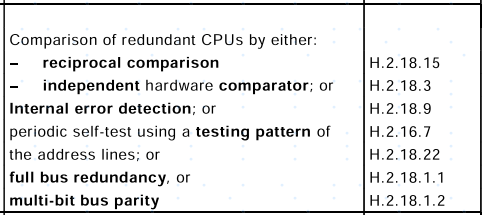 Comparison of redundant CPUs by either:
– reciprocal comparison H.2.18.15
– independent hardware comparator; or H.2.18.3
Internal error detection; or H.2.18.9
periodic self-test using a testing pattern of H.2.16.7
the address lines; or H.2.18.22
full bus redundancy, or H.2.18.1.1
multi-bit bus parity H.2.18.1.2